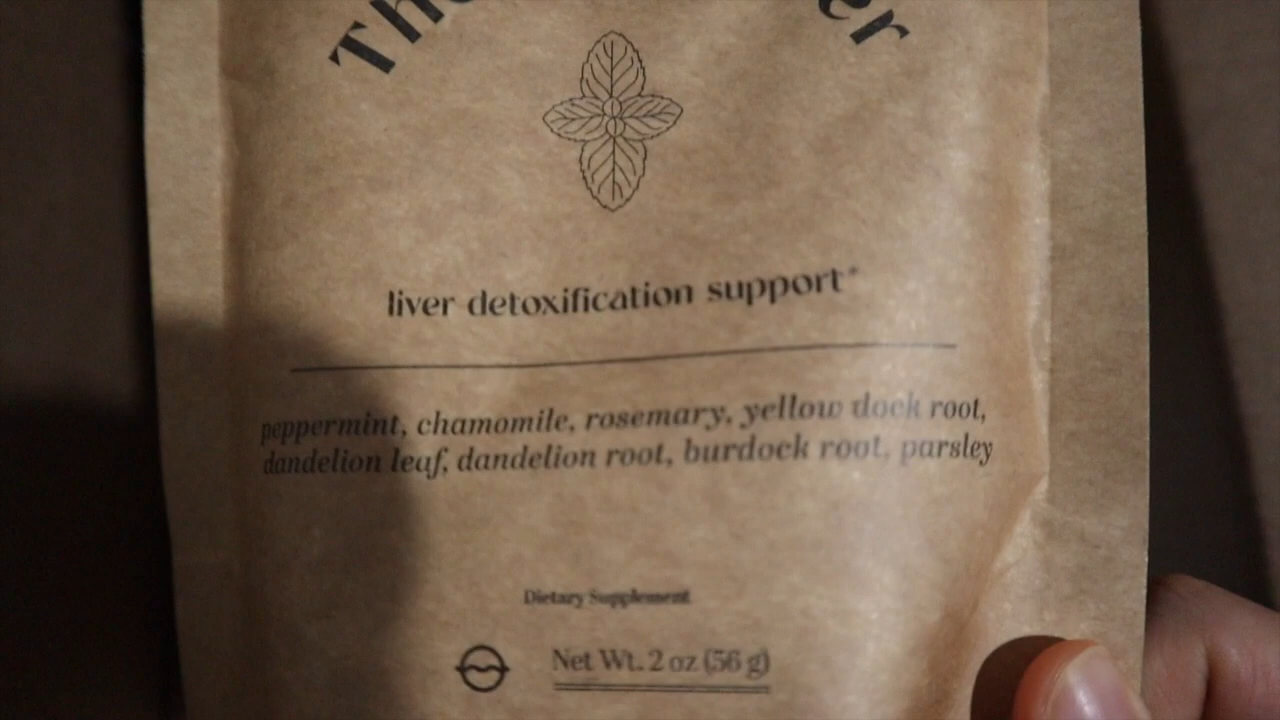 liver detoxification support*
peppermint, chamomile, rosemary, yellow dock root,
dandelion leaf, dandelion root, burdock root, parsley
Dietary Supplement
Net Wt. 2 oz (56 g)